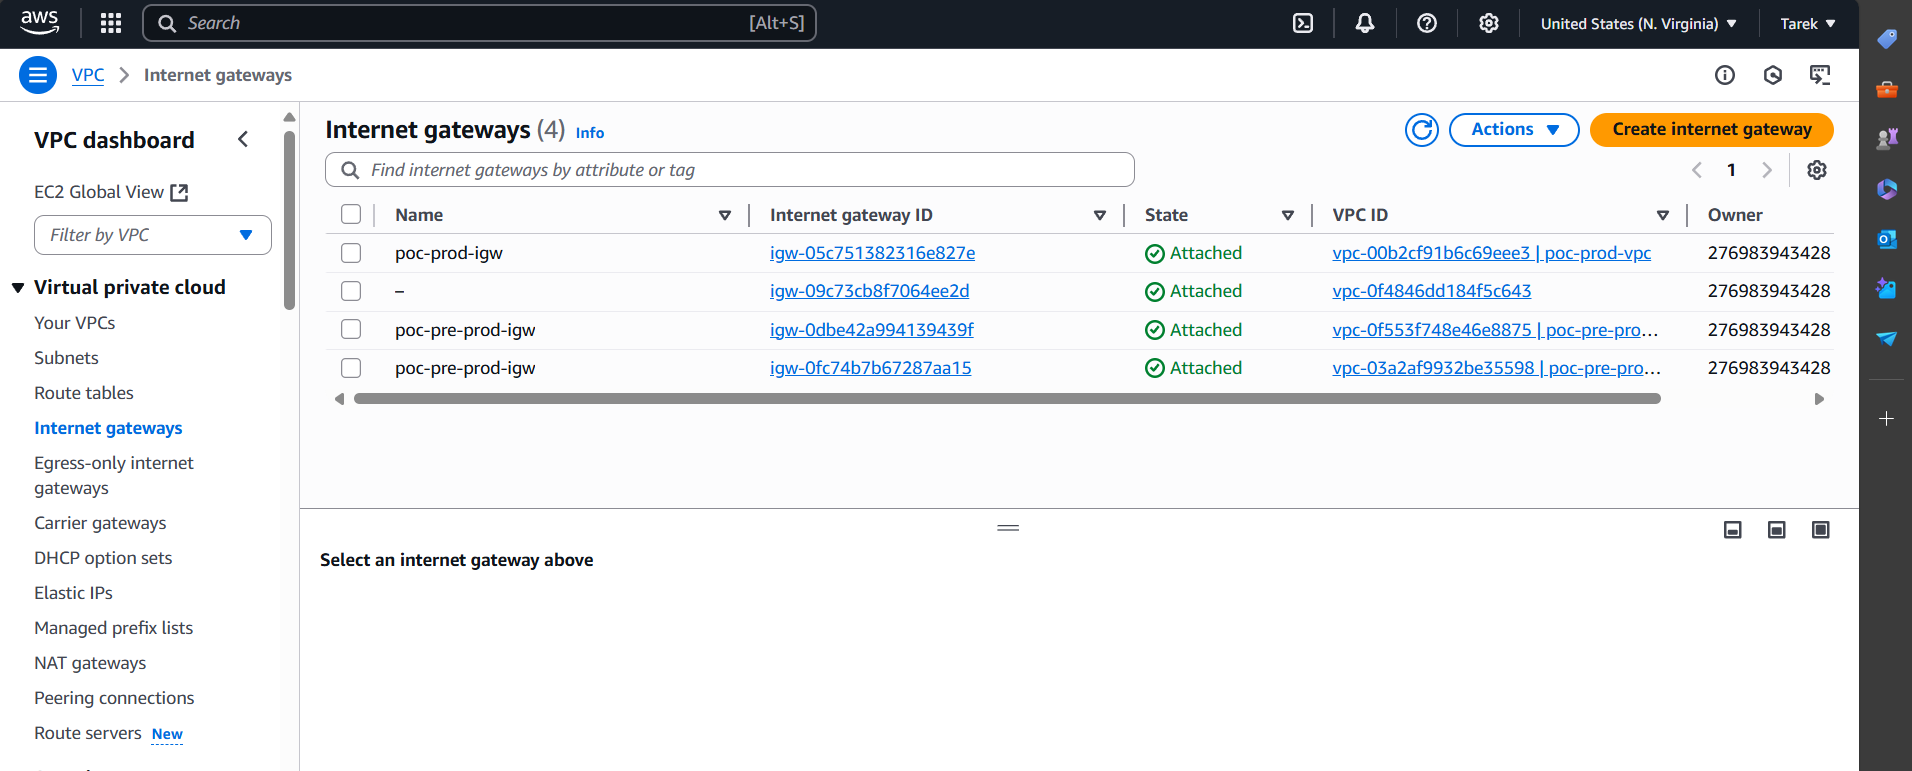 aws
Search [Alt+S]
United States (N. Virginia)
Tarek
VPC
Internet gateways
VPC dashboard
EC2 Global View
Filter by VPC
Virtual private cloud
Your VPCs
Subnets
Route tables
Internet gateways
Egress-only internet
gateways
Carrier gateways
DHCP option sets
Elastic IPs
Managed prefix lists
NAT gateways
Peering connections
Route servers New
Internet gateways (4) Info
Actions
Create internet gateway
Find internet gateways by attribute or tag
1
Name Internet gateway ID State VPC ID Owner
poc-prod-igw igw-05c751382316e827e Attached vpc-00b2cf91b6c69eee3 | poc-prod-vpc 276983943428
– igw-09c73cb8f7064ee2d Attached vpc-0f4846dd184f5c643 276983943428
poc-pre-prod-igw igw-0dbe42a994139439f Attached vpc-0f553f748e46e8875 | poc-pre-pro… 276983943428
poc-pre-prod-igw igw-0fc74b7b67287aa15 Attached vpc-03a2af9932be35598 | poc-pre-pro… 276983943428
Select an internet gateway above